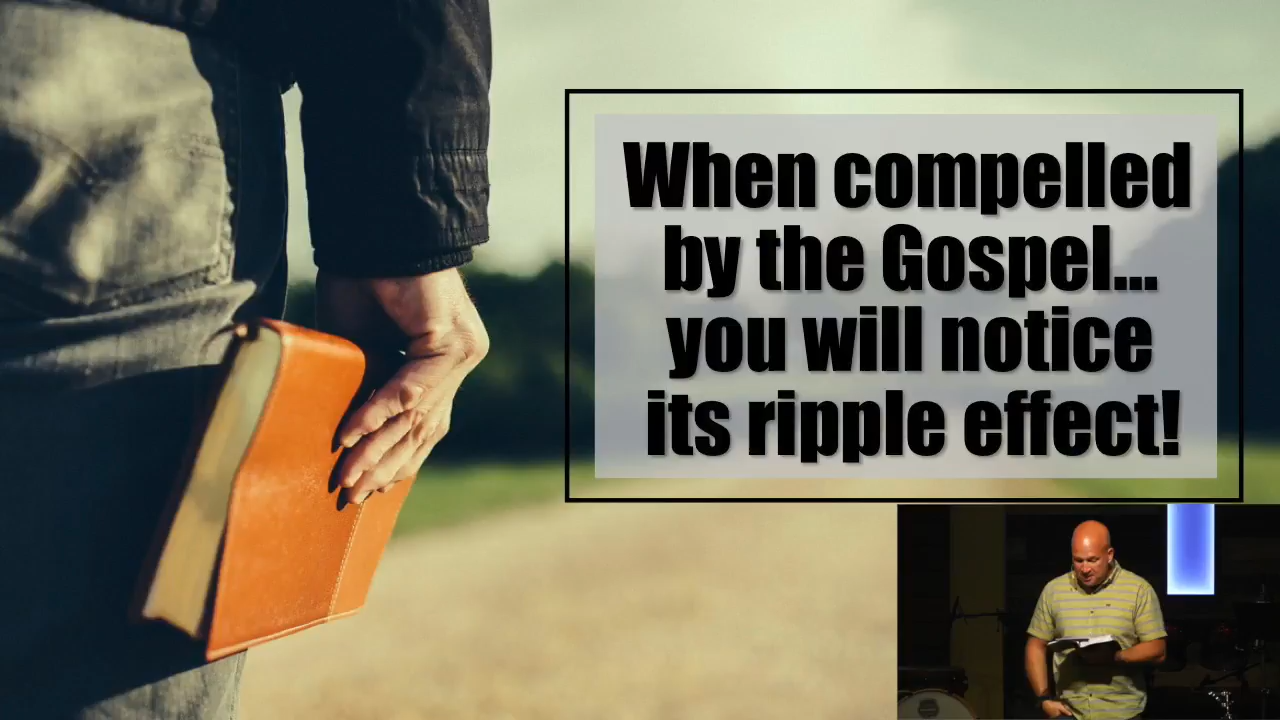 When compelled
by the Gospel...
you will notice
its ripple effect!